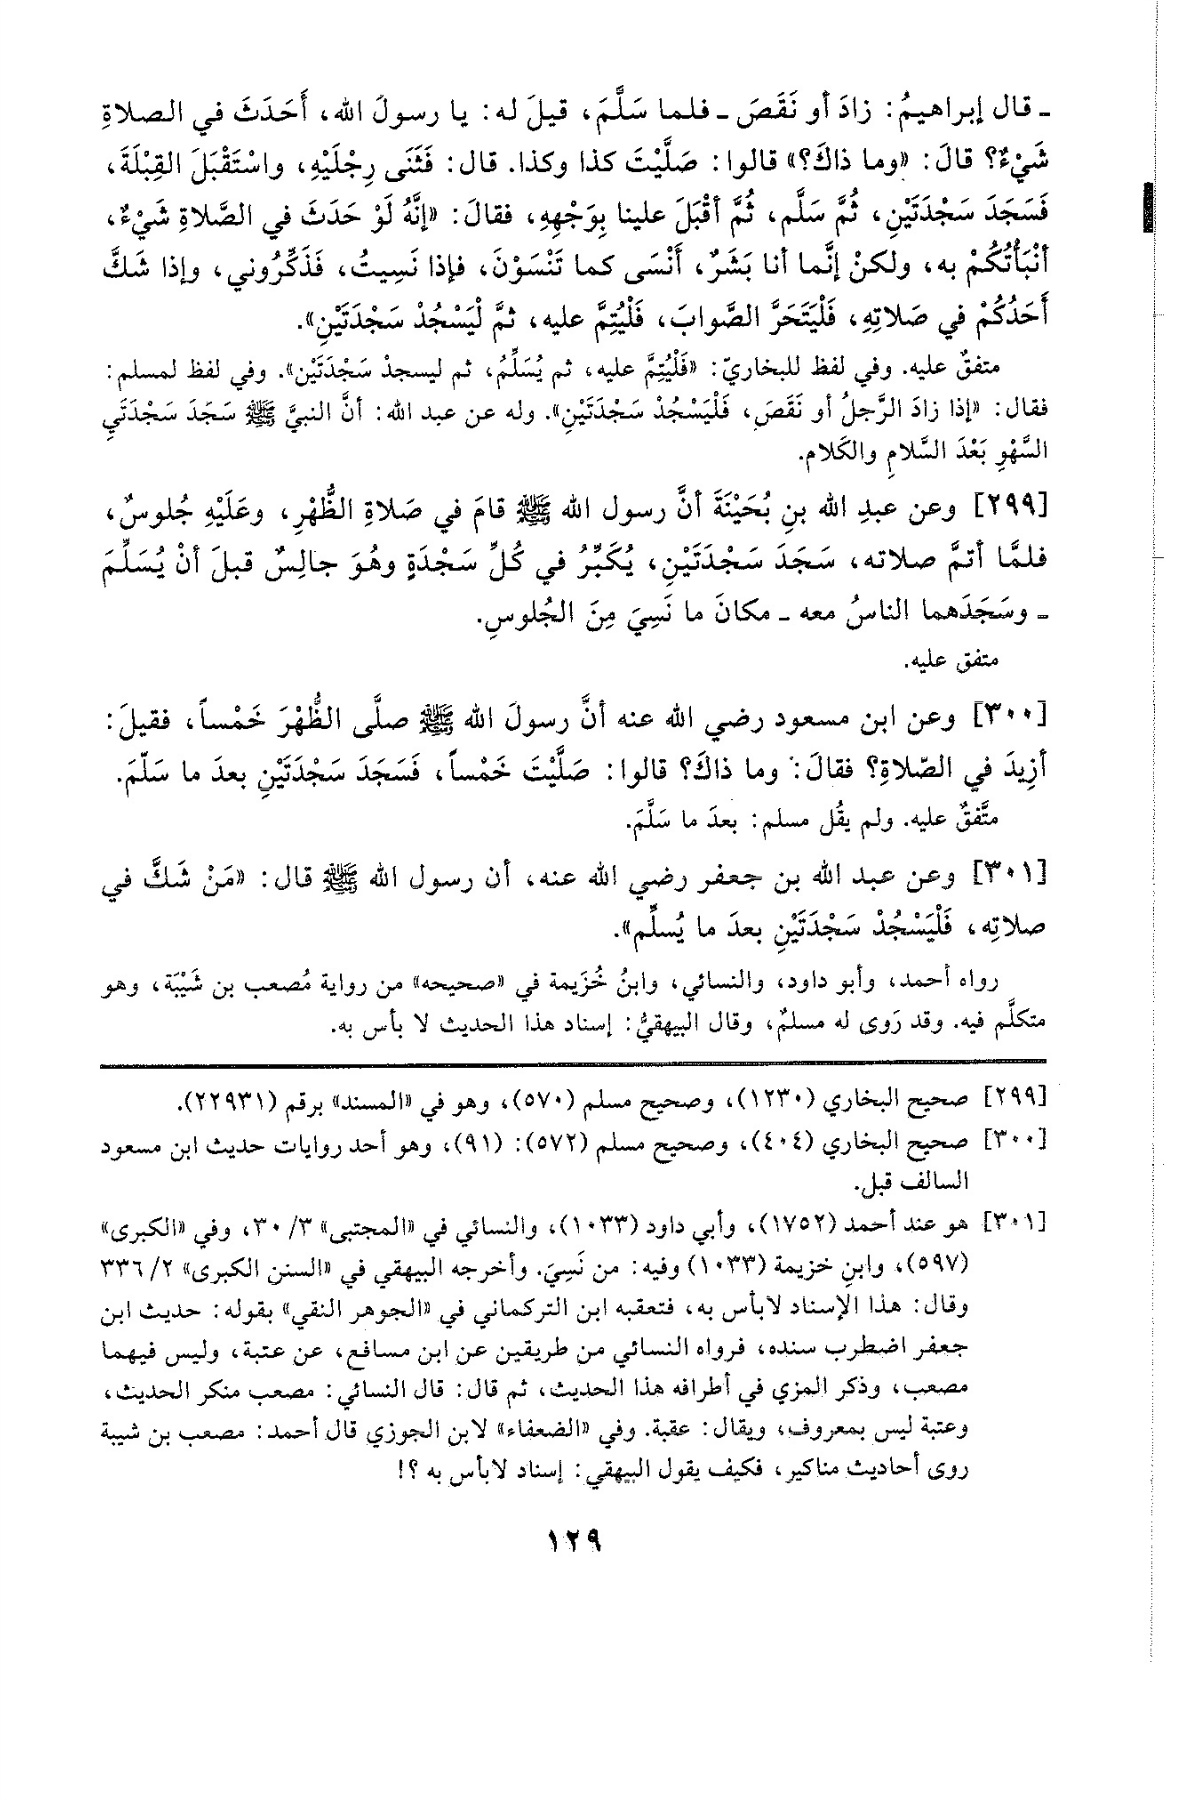 ـ قال إبراهيمُ: زادَ أو نَقَصَ ـ فلما سَلَّمَ، قيلَ له: يا رسولَ الله، أَحَدَثَ في الصلاةِ
شَيْءٌ؟ قالَ: «وما ذاكَ؟» قالوا: صَلَّيْتَ كذا وكذا. قال: فَثَنَى رِجْلَيْهِ، واسْتَقْبَلَ القِبْلَةَ،
فَسَجَدَ سَجْدَتَيْنِ، ثُمَّ سَلَّم، ثُمَّ أقْبَلَ علينا بِوَجْهِهِ، فقالَ: «إنَّهُ لَوْ حَدَثَ في الصَّلاةِ شَيْءٌ،
أنْبَأْتُكُمْ به، ولكنْ إنَّما أنا بَشَرٌ، أَنْسَى كما تَنْسَوْنَ، فإذا نَسِيتُ، فَذَكِّرُوني، وإذا شَكَّ
أَحَدُكُمْ في صَلاتِهِ، فَلْيَتَحَرَّ الصَّوابَ، فَلْيُتِمَّ عليه، ثمَّ لْيَسْجُدْ سَجْدَتَيْنِ».
متفقٌ عليه. وفي لفظ للبخاريّ: «فَلْيُتِمَّ عليه، ثم يُسَلِّمُ، ثم ليسجدْ سَجْدَتَيْن». وفي لفظ لمسلم:
فقال: «إذا زادَ الرَّجلُ أو نَقَصَ، فَلْيَسْجُدْ سَجْدَتَيْنِ». وله عن عبد الله: أنَّ النبيَّ ﷺ سَجَدَ سَجْدَتَيِ
السَّهْوِ بَعْدَ السَّلامِ والكَلام.
[٢٩٩] وعن عبدِ الله بنِ بُحَيْنَةَ أنَّ رسول الله ﷺ قامَ في صَلاةِ الظُّهْرِ، وعَلَيْهِ جُلوسٌ،
فلمَّا أتمَّ صلاته، سَجَدَ سَجْدَتَيْنِ، يُكَبِّرُ في كُلِّ سَجْدَةٍ وهُوَ جالِسٌ قبلَ أنْ يُسَلِّمَ
ـ وسَجَدَهما الناسُ معه ـ مكانَ ما نَسِيَ مِنَ الجُلوسِ.
متفق عليه.
[٣٠٠] وعن ابن مسعود رضي الله عنه أنَّ رسولَ الله ﷺ صلَّى الظُّهْرَ خَمْساً، فقيلَ:
أزِيدَ في الصّلاةِ؟ فقالَ: وما ذاكَ؟ قالوا: صَلَّيْتَ خَمْساً، فَسَجَدَ سَجْدَتَيْنِ بعدَ ما سَلّمَ.
متَّفقٌ عليه. ولم يقُل مسلم: بعدَ ما سَلَّمَ.
[٣٠١] وعن عبد الله بن جعفر رضي الله عنه، أن رسول الله ﷺ قال: «مَنْ شَكَّ في
صلاتِه، فَلْيَسْجُدْ سَجْدَتَيْنِ بعدَ ما يُسلِّم».
رواه أحمد، وأبو داود، والنسائي، وابنُ خُزَيمة في «صحيحه» من رواية مُصعب بن شَيْبَة، وهو
متكلَّم فيه. وقد رَوى له مسلمٌ، وقال البيهقيُّ: إسناد هذا الحديث لا بأس به.
[٢٩٩] صحيح البخاري (١٢٣٠)، وصحيح مسلم (٥٧٠)، وهو في «المسند» برقم (٢٢٩٣١).
[٣٠٠] صحيح البخاري (٤٠٤)، وصحيح مسلم (٥٧٢): (٩١)، وهو أحد روايات حديث ابن مسعود
السالف قبل.
[٣٠١] هو عند أحمد (١٧٥٢)، وأبي داود (١٠٣٣)، والنسائي في «المجتبى» ٣/ ٣٠، وفي «الكبرى»
(٥٩٧)، وابنِ خزيمة (١٠٣٣) وفيه: من نَسِيَ. وأخرجه البيهقي في «السنن الكبرى» ٢/ ٣٣٦
وقال: هذا الإسناد لابأس به، فتعقبه ابن التركماني في «الجوهر النقي» بقوله: حديث ابن
جعفر اضطرب سنده، فرواه النسائي من طريقين عن ابن مسافع، عن عتبة، وليس فيهما
مصعب، وذكر المزي في أطرافه هذا الحديث، ثم قال: قال النسائي: مصعب منكر الحديث،
وعتبة ليس بمعروف، ويقال: عقبة. وفي «الضعفاء» لابن الجوزي قال أحمد: مصعب بن شيبة
روى أحاديث مناكير، فكيف يقول البيهقي: إسناد لابأس به ؟!
١٢٩